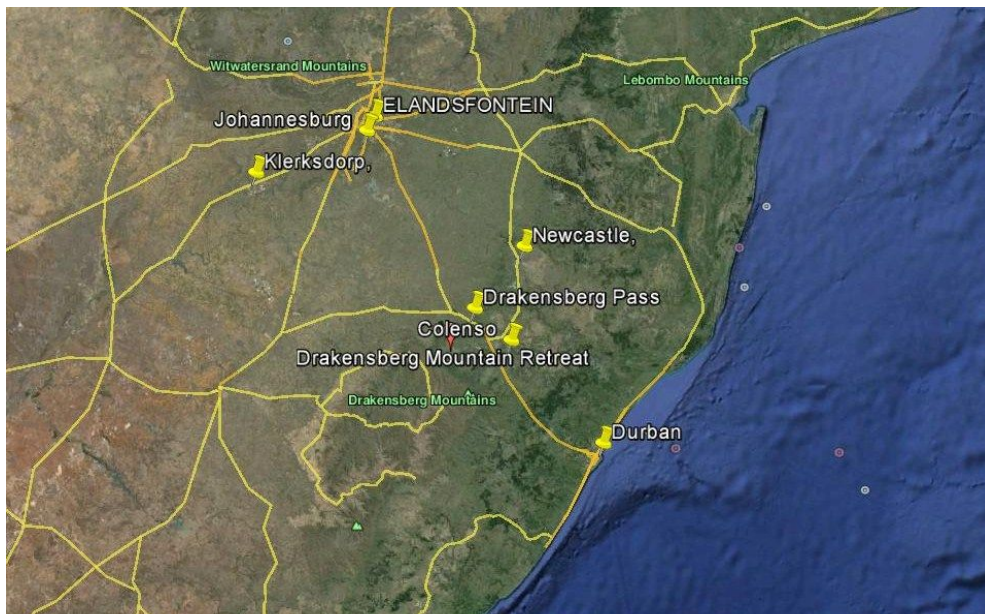 Witwatersrand Mountains
Lebombo Mountains
ELANDSFONTEIN
Johannesburg
Klerksdorp,
Newcastle,
Drakensberg Pass
Colenso
Drakensberg Mountain Retreat
Drakensberg Mountains
Durban